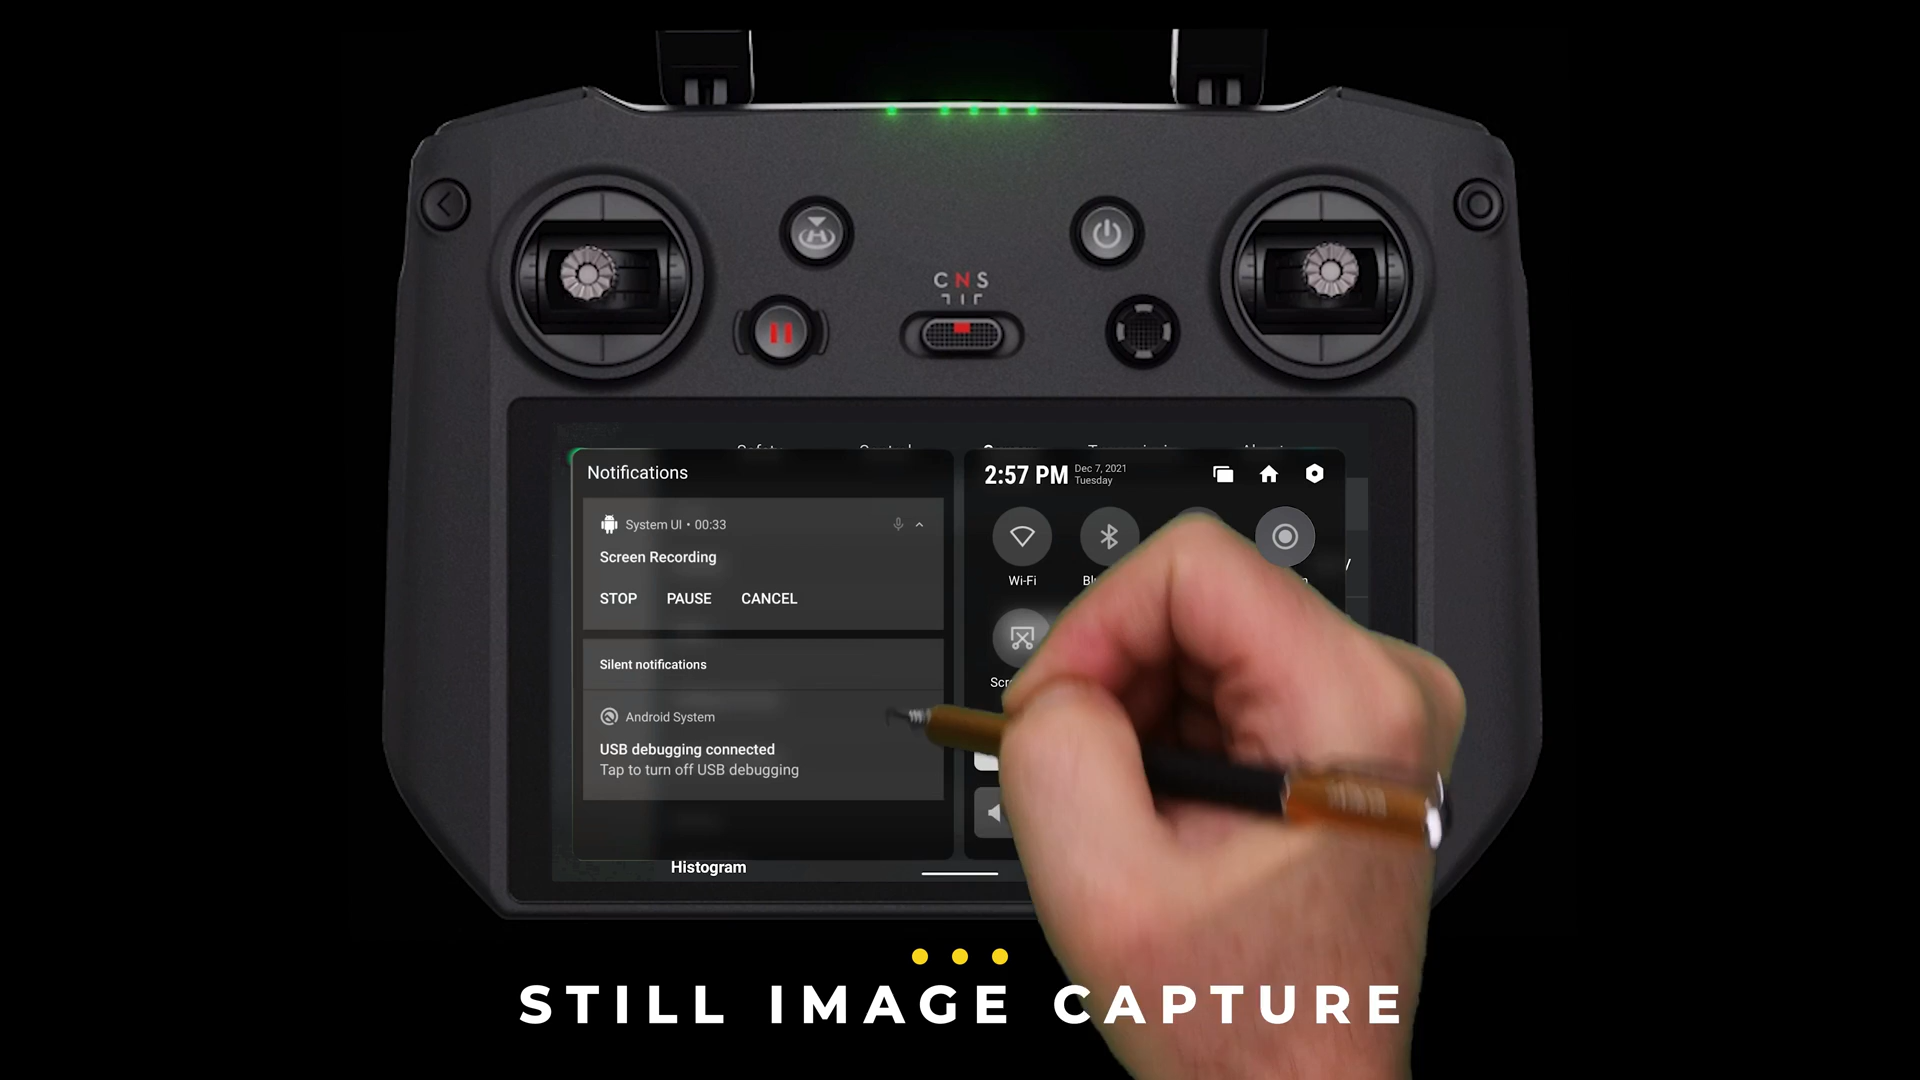 C N S
Notifications
2:57 PM
Dec 7, 2021
Tuesday
System UI • 00:33
Screen Recording
STOP PAUSE CANCEL
Wi-Fi
Silent notifications
Android System
USB debugging connected
Tap to turn off USB debugging
Histogram
STILL IMAGE CAPTURE